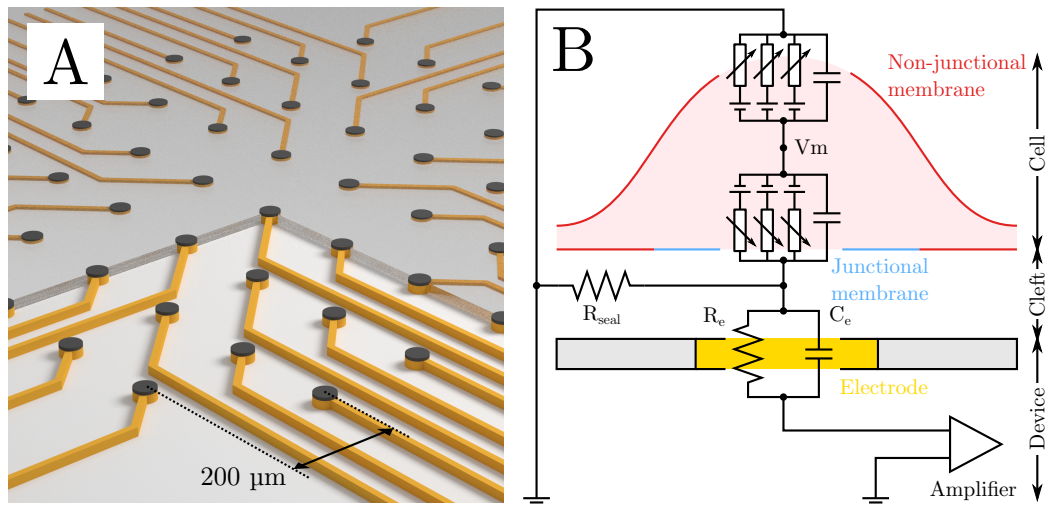 A
200 µm
B
Non-junctional
membrane
Vm
Junctional
membrane
Rseal
Re
Ce
Electrode
Amplifier
Cell
Cleft
Device